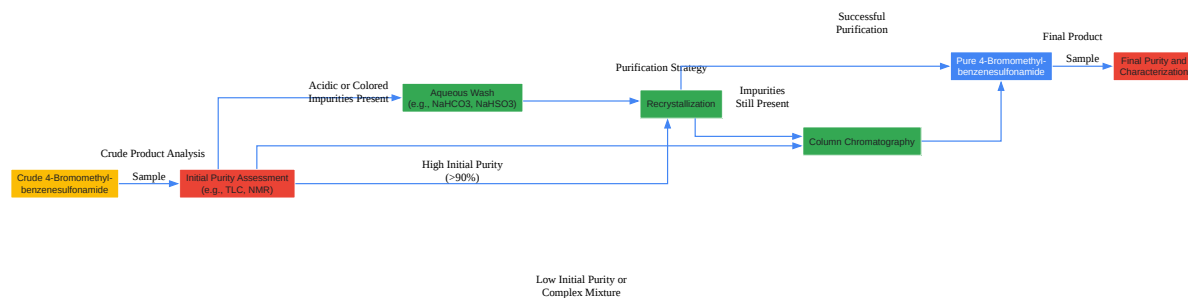 Successful
Purification
Final Product
Purification Strategy
Pure 4-Bromomethyl-
benzenesulfonamide
Sample
Final Purity and
Characterization
Acidic or Colored
Impurities Present
Aqueous Wash
(e.g., NaHCO3, NaHSO3)
Recrystallization
Impurities
Still Present
Column Chromatography
Crude Product Analysis
High Initial Purity
(>90%)
Crude 4-Bromomethyl-
benzenesulfonamide
Sample
Initial Purity Assessment
(e.g., TLC, NMR)
Low Initial Purity or
Complex Mixture